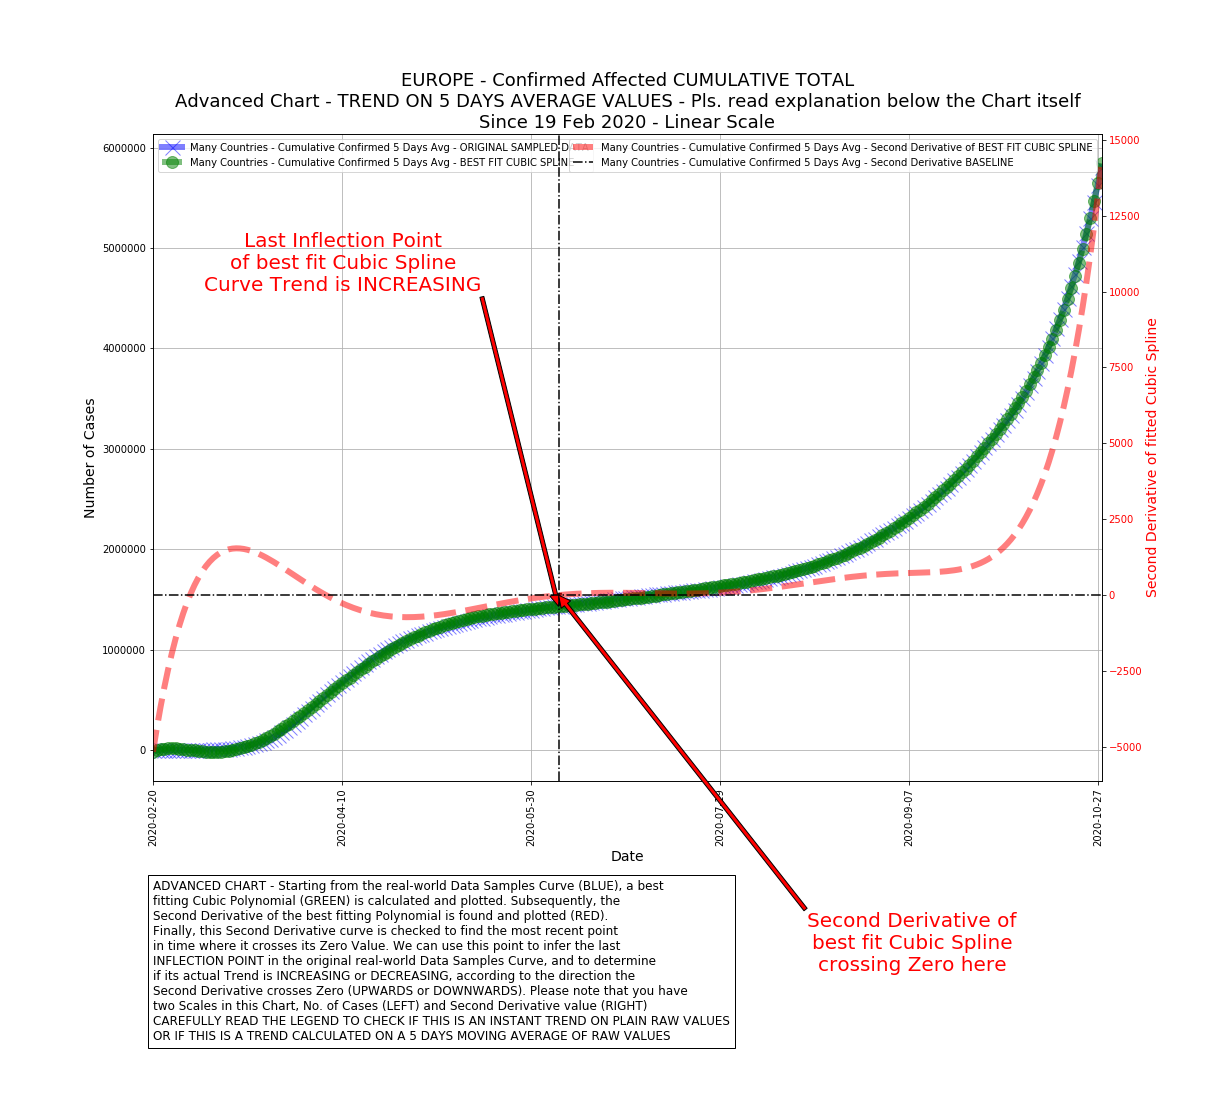 EUROPE - Confirmed Affected CUMULATIVE TOTAL
Advanced Chart - TREND ON 5 DAYS AVERAGE VALUES - Pls. read explanation below the Chart itself
Since 19 Feb 2020 - Linear Scale
Many Countries - Cumulative Confirmed 5 Days Avg - ORIGINAL SAMPLED DATA
Many Countries - Cumulative Confirmed 5 Days Avg - BEST FIT CUBIC SPLIN
Many Countries - Cumulative Confirmed 5 Days Avg - Second Derivative of BEST FIT CUBIC SPLINE
Many Countries - Cumulative Confirmed 5 Days Avg - Second Derivative BASELINE
Last Inflection Point
of best fit Cubic Spline
Curve Trend is INCREASING
Number of Cases
6000000
5000000
4000000
3000000
2000000
1000000
0
15000
12500
10000
7500
5000
2500
0
−2500
−5000
Second Derivative of fitted Cubic Spline
2020-02-20
2020-04-10
2020-05-30
2020-07-19
2020-09-07
2020-10-27
Date
ADVANCED CHART - Starting from the real-world Data Samples Curve (BLUE), a best
fitting Cubic Polynomial (GREEN) is calculated and plotted. Subsequently, the
Second Derivative of the best fitting Polynomial is found and plotted (RED).
Finally, this Second Derivative curve is checked to find the most recent point
in time where it crosses its Zero Value. We can use this point to infer the last
INFLECTION POINT in the original real-world Data Samples Curve, and to determine
if its actual Trend is INCREASING or DECREASING, according to the direction the
Second Derivative crosses Zero (UPWARDS or DOWNWARDS). Please note that you have
two Scales in this Chart, No. of Cases (LEFT) and Second Derivative value (RIGHT)
CAREFULLY READ THE LEGEND TO CHECK IF THIS IS AN INSTANT TREND ON PLAIN RAW VALUES
OR IF THIS IS A TREND CALCULATED ON A 5 DAYS MOVING AVERAGE OF RAW VALUES
Second Derivative of
best fit Cubic Spline
crossing Zero here